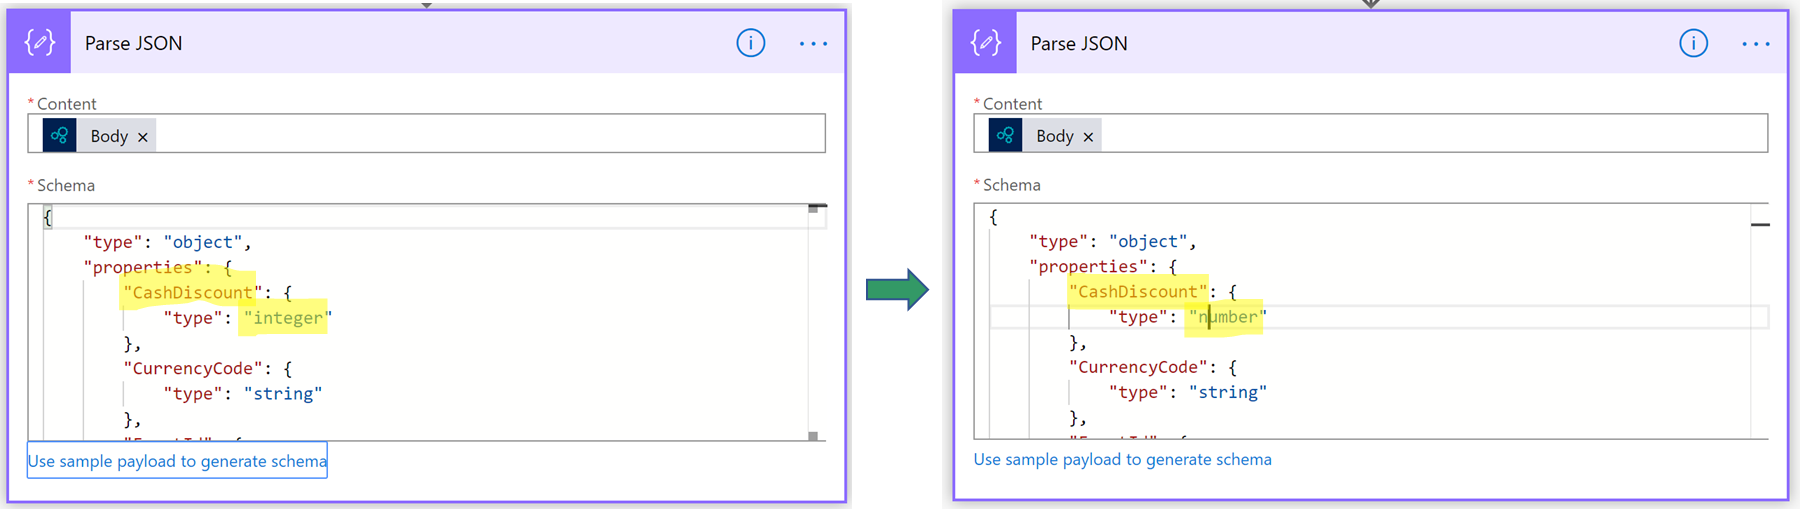 Parse JSON
* Content
Body ×
* Schema
{
"type": "object",
"properties": {
"CashDiscount": {
"type": "integer"
},
"CurrencyCode": {
"type": "string"
},
Use sample payload to generate schema
Parse JSON
* Content
Body ×
* Schema
{
"type": "object",
"properties": {
"CashDiscount": {
"type": "number"
},
"CurrencyCode": {
"type": "string"
},
Use sample payload to generate schema